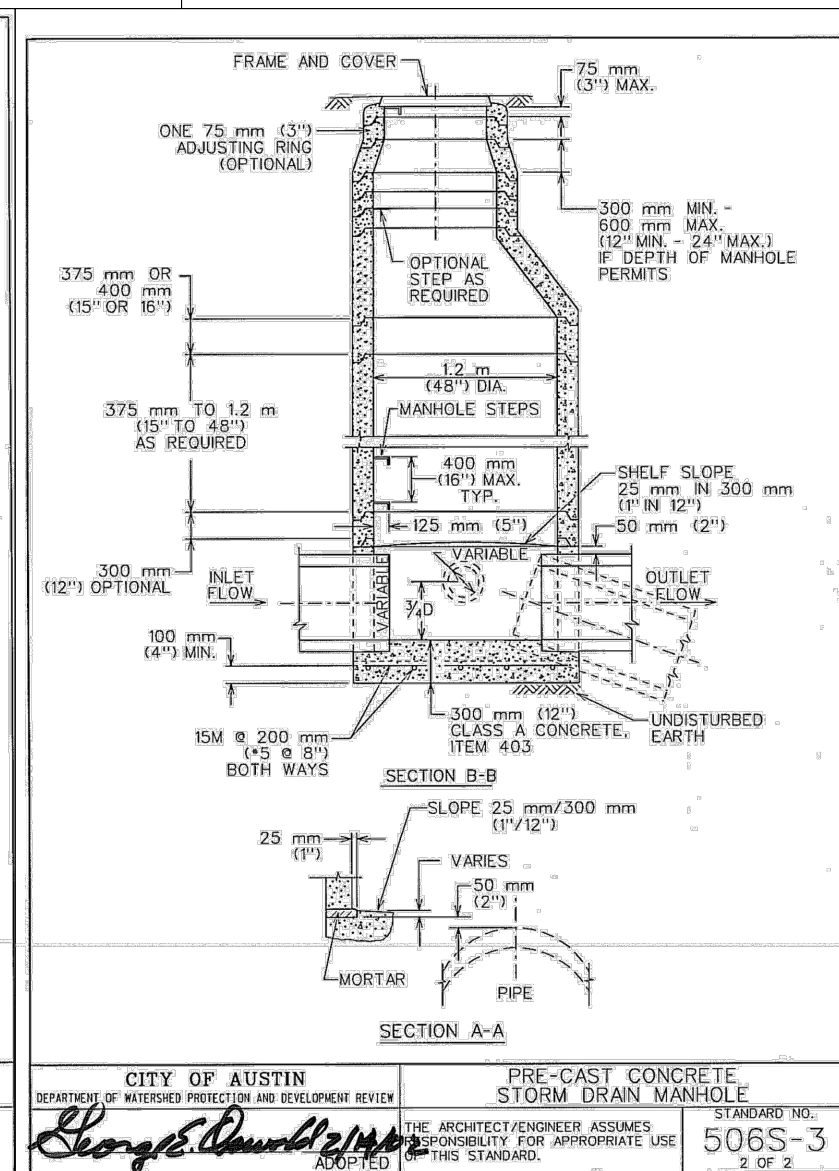 FRAME AND COVER
75 mm
(3") MAX.
ONE 75 mm (3")
ADJUSTING RING
(OPTIONAL)
300 mm MIN. -
600 mm MAX.
(12" MIN. - 24" MAX.)
IF DEPTH OF MANHOLE
PERMITS
OPTIONAL
STEP AS
REQUIRED
375 mm OR
400 mm
(15" OR 16")
1.2 m
(48") DIA.
375 mm TO 1.2 m
(15" TO 48")
AS REQUIRED
MANHOLE STEPS
400 mm
(16") MAX.
TYP.
SHELF SLOPE
25 mm IN 300 mm
(1" IN 12")
125 mm (5")
50 mm (2")
300 mm
(12") OPTIONAL
INLET
FLOW
VARIABLE
VARIABLE
3/4D
OUTLET
FLOW
100 mm
(4") MIN.
15M @ 200 mm
(•5 @ 8")
BOTH WAYS
300 mm (12")
CLASS A CONCRETE,
ITEM 403
UNDISTURBED
EARTH
SECTION B-B
SLOPE 25 mm/300 mm
(1"/12")
25 mm
(1")
VARIES
50 mm
(2")
MORTAR
PIPE
SECTION A-A
CITY OF AUSTIN
DEPARTMENT OF WATERSHED PROTECTION AND DEVELOPMENT REVIEW
George E. Oswald 2/14/02
ADOPTED
PRE-CAST CONCRETE
STORM DRAIN MANHOLE
THE ARCHITECT/ENGINEER ASSUMES
RESPONSIBILITY FOR APPROPRIATE USE
OF THIS STANDARD.
STANDARD NO.
506S-3
2 OF 2